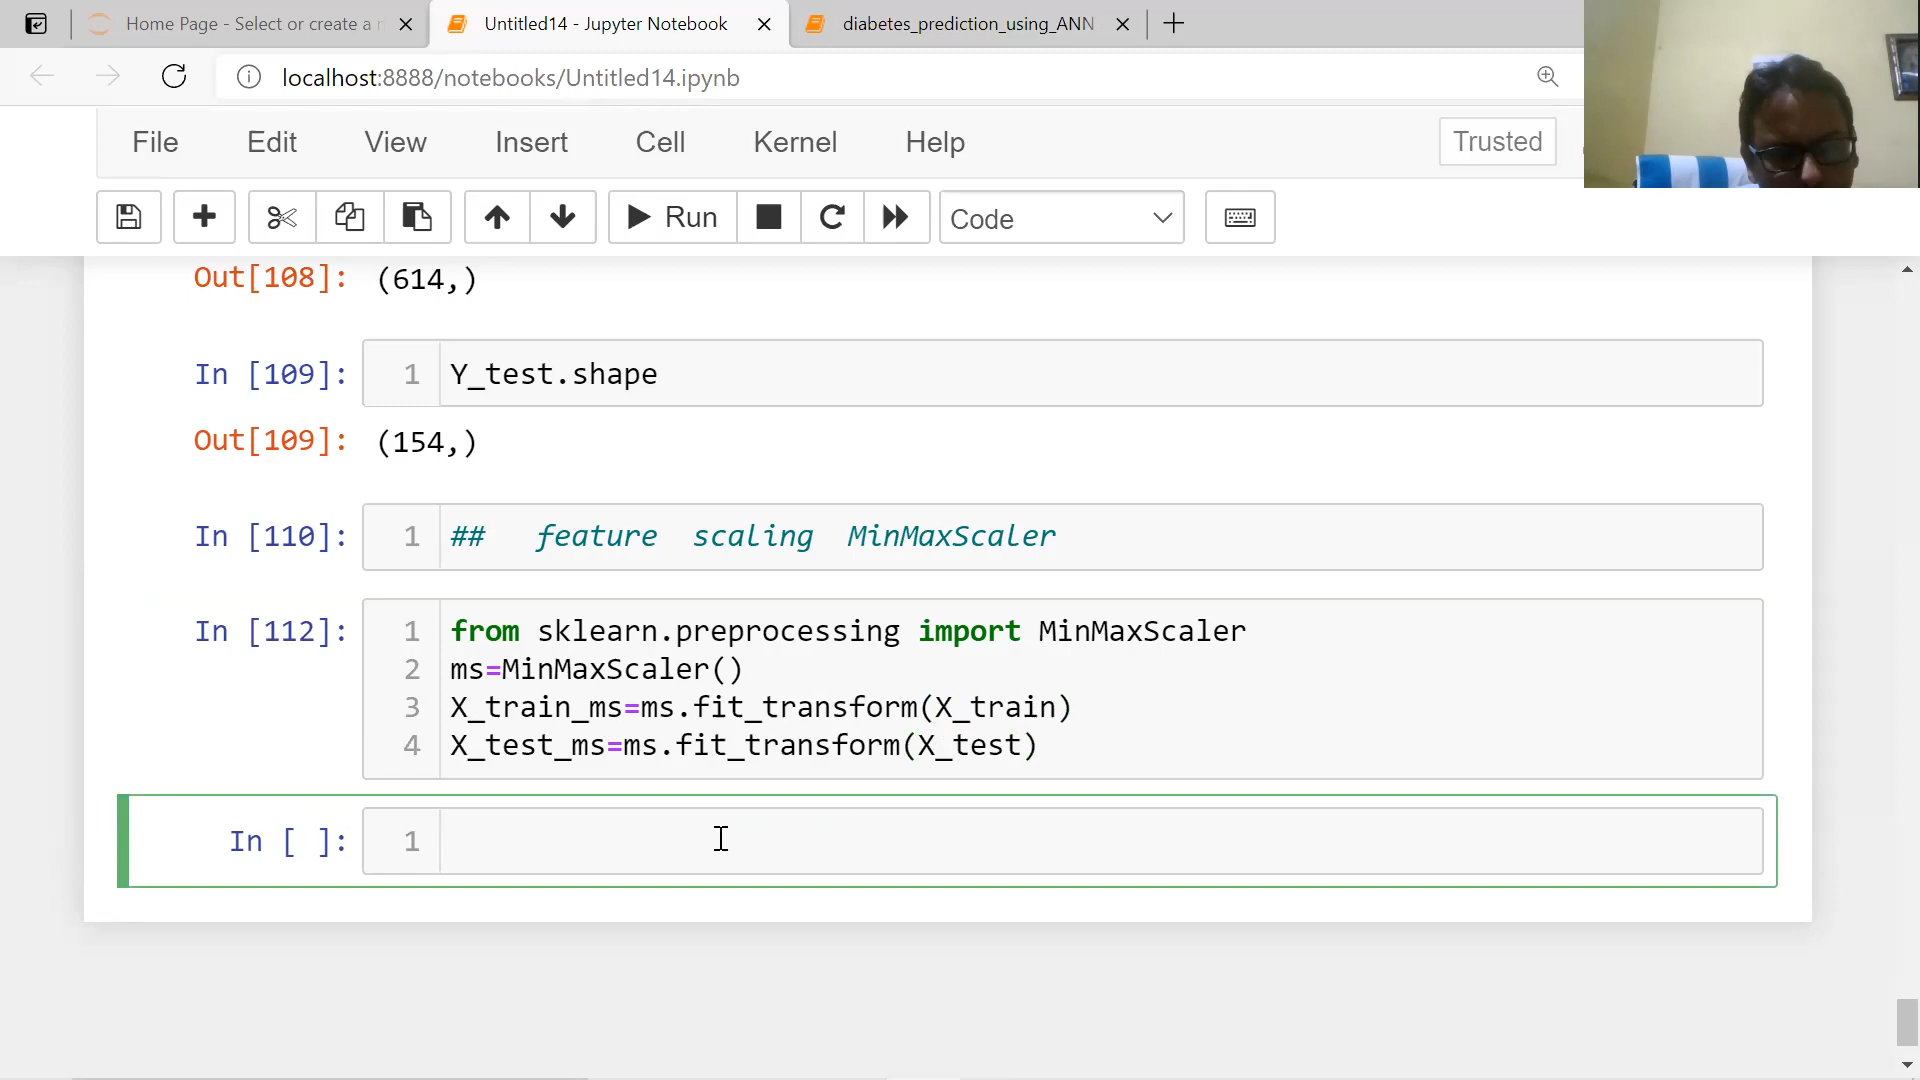 Home Page - Select or create a n
Untitled14 - Jupyter Notebook
diabetes_prediction_using_ANN
localhost:8888/notebooks/Untitled14.ipynb
File Edit View Insert Cell Kernel Help Trusted
Run Code
Out[108]: (614,)
In [109]: 1 Y_test.shape
Out[109]: (154,)
In [110]: 1 ## feature scaling MinMaxScaler
In [112]: 1 from sklearn.preprocessing import MinMaxScaler
2 ms=MinMaxScaler()
3 X_train_ms=ms.fit_transform(X_train)
4 X_test_ms=ms.fit_transform(X_test)
In [ ]: 1